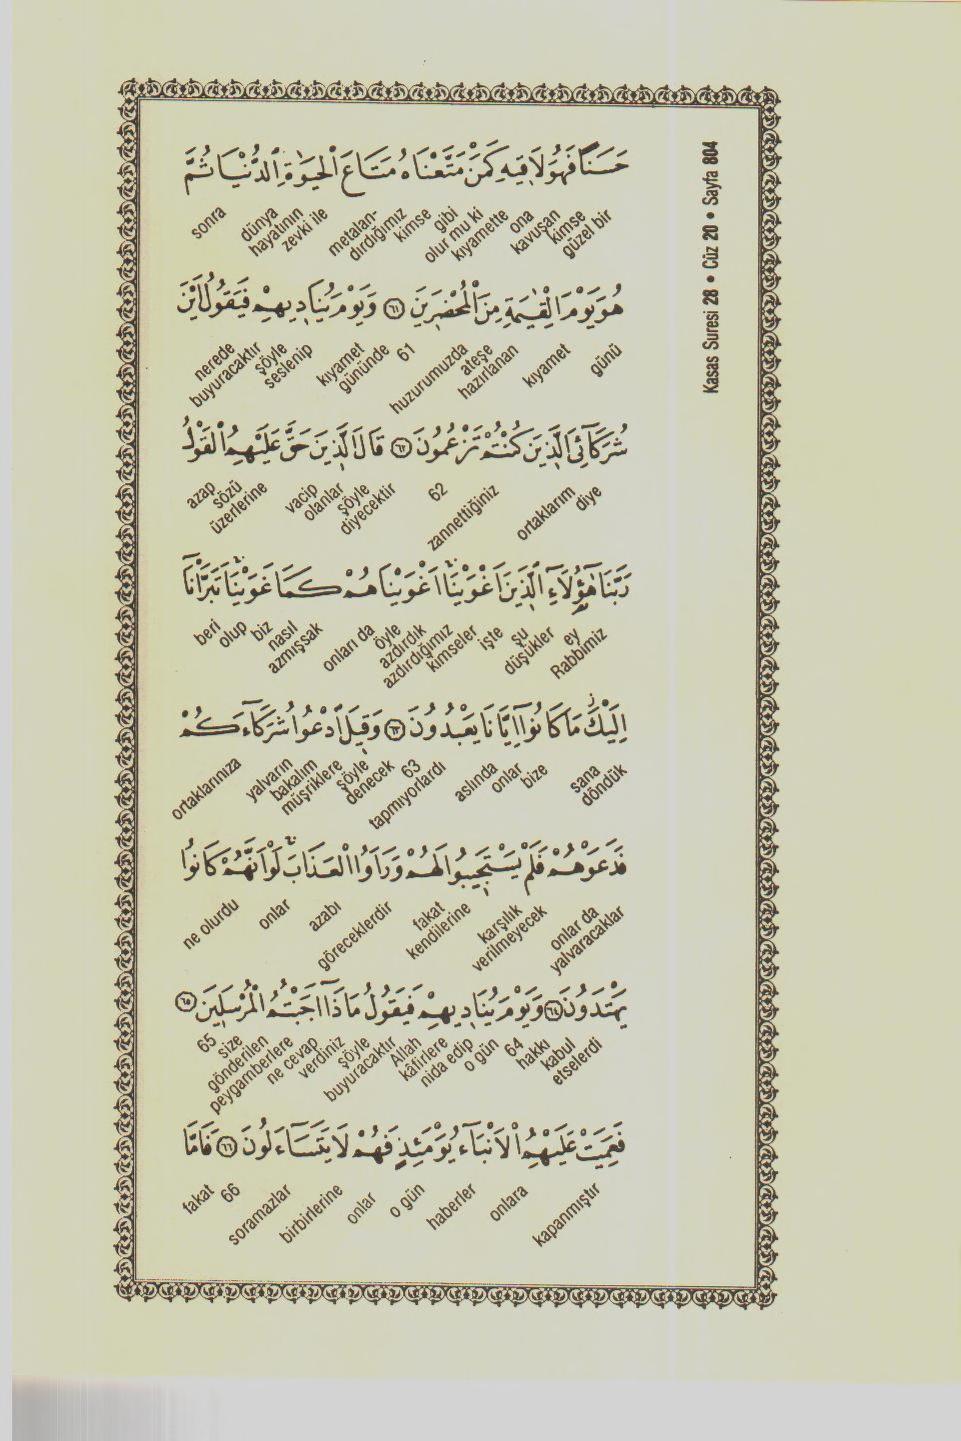 Kasas Suresi 28 • Cüz 20 • Sayfa 804
حَسَنًا فَهُوَ لَاقٖيهِ كَمَنْ مَتَّعْنَاهُ مَتَاعَ الْحَيٰوةِ الدُّنْيَا ثُمَّ
güzel bir kimse kavuşan ona kıyamette olur mu ki gibi kimse metalan-dırdığımız zevki ile hayatının dünya sonra
هُوَ يَوْمَ الْقِيٰمَةِ مِنَ الْمُحْضَرٖينَ ﴿٦١﴾ وَيَوْمَ يُنَادٖيهِمْ فَيَقُولُ اَيْنَ
günü kıyamet hazırlanan ateşe huzurumuzda 61 gününde kıyamet seslenip şöyle buyuracaktır nerede
شُرَكَٓائِيَ الَّذٖينَ كُنْتُمْ تَزْعُمُونَ ﴿٦٢﴾ قَالَ الَّذٖينَ حَقَّ عَلَيْهِمُ الْقَوْلُ
diye ortaklarım zannettiğiniz 62 diyecektir şöyle olanlar vacip üzerlerine sözü azap
رَبَّنَا هٰٓؤُلَٓاءِ الَّذٖينَ اَغْوَيْنَا اَغْوَيْنَاهُمْ كَمَا غَوَيْنَا تَبَرَّاْنَٓا
Rabbimiz ey düşükler şu işte kimseler azdırdığımız azdırdık öyle onları da azmışsak nasıl biz olup beri
اِلَيْكَ مَا كَانُٓوا اِيَّانَا يَعْبُدُونَ ﴿٦٣﴾ وَقٖيلَ ادْعُوا شُرَكَٓاءَكُمْ
döndük sana bize onlar aslında tapmıyorlardı 63 denecek şöyle müşriklere bakalım yalvarın ortaklarınıza
فَدَعَوْهُمْ فَلَمْ يَسْتَجٖيبُوا لَهُمْ وَرَاَوُا الْعَذَابَ لَوْ اَنَّهُمْ كَانُوا
yalvaracaklar onlar da verilmeyecek karşılık kendilerine fakat göreceklerdir azabı onlar ne olurdu
يَهْتَدُونَ ﴿٦٤﴾ وَيَوْمَ يُنَادٖيهِمْ فَيَقُولُ مَاذَٓا اَجَبْتُمُ الْمُرْسَلٖينَ ﴿٦٥﴾
etselerdi kabul hakkı 64 o gün nida edip kâfirlere Allah buyuracaktır şöyle verdiniz ne cevap peygamberlere gönderilen size 65
فَعَمِيَتْ عَلَيْهِمُ الْاَنْبَٓاءُ يَوْمَئِذٍ فَهُمْ لَا يَتَسَٓاءَلُونَ ﴿٦٦﴾ فَاَمَّا
kapanmıştır onlara haberler o gün onlar birbirlerine soramazlar 66 fakat